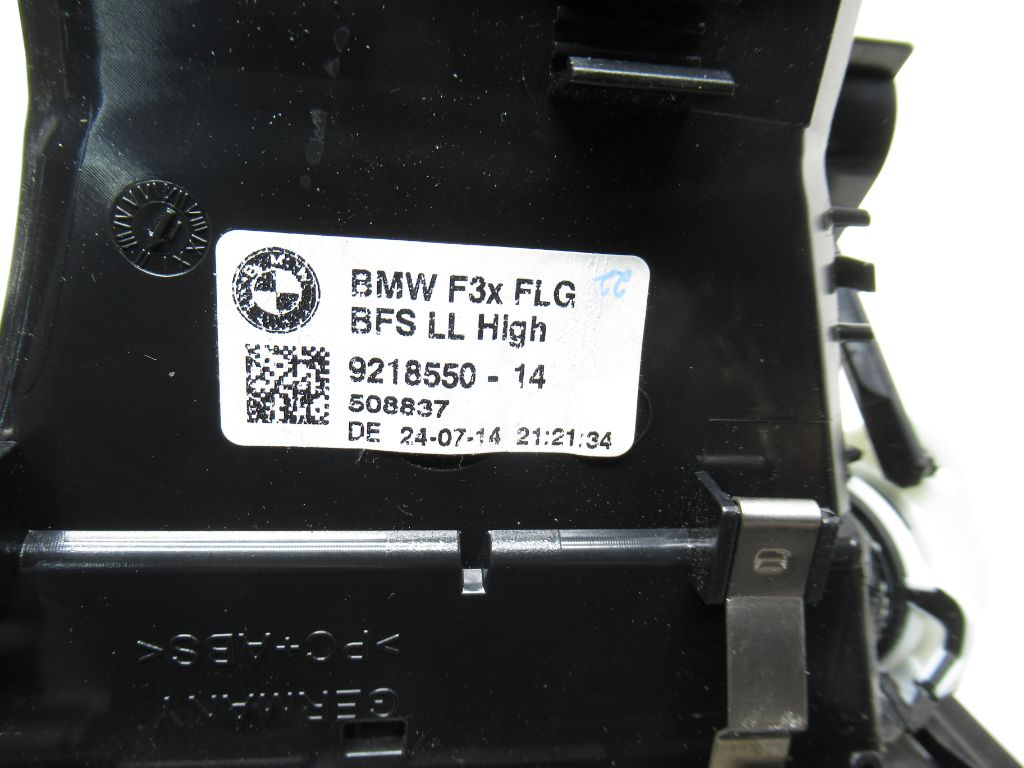 BMW F3x FLG
BFS LL High
9218550 - 14
508837
DE 24-07-14 21:21:34
>PC+ABS<
GERMANY